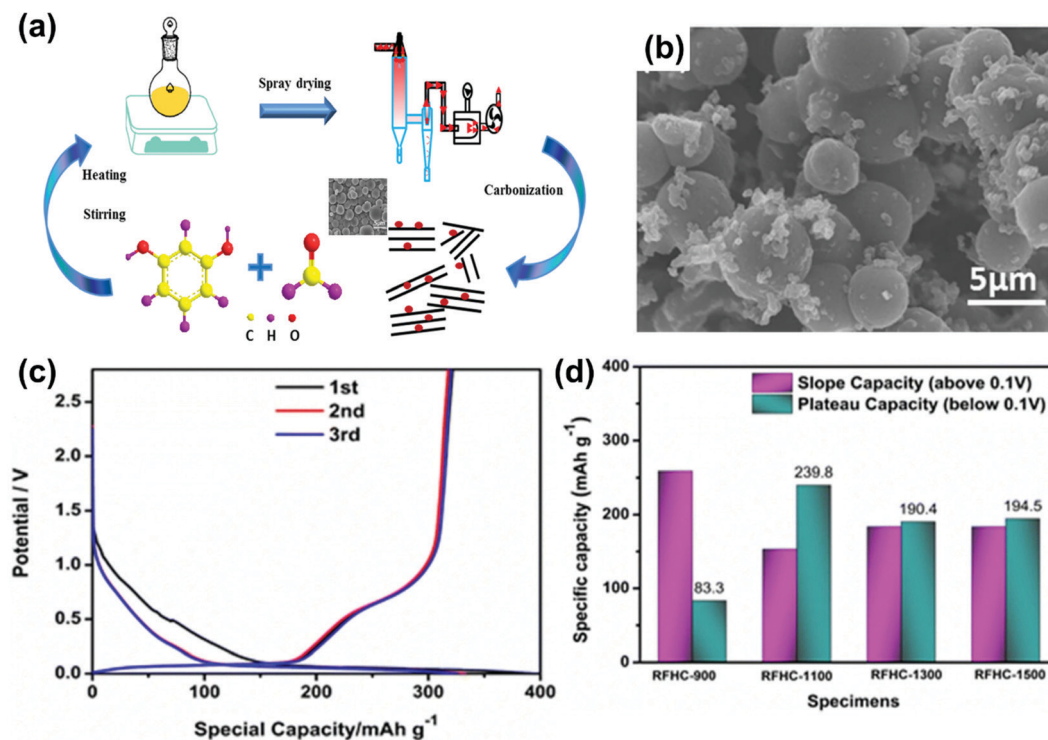 (a)
Spray drying
Heating
Stirring
Carbonization
C H O
(b)
5μm
(c)
1st
2nd
3rd
2.5
2.0
1.5
1.0
0.5
0.0
0 100 200 300 400
Potential / V
Special Capacity/mAh g-1
(d)
Slope Capacity (above 0.1V)
Plateau Capacity (below 0.1V)
400
300
200
100
0
83.3
239.8
190.4
194.5
RFHC-900 RFHC-1100 RFHC-1300 RFHC-1500
Specific capacity (mAh g-1)
Specimens